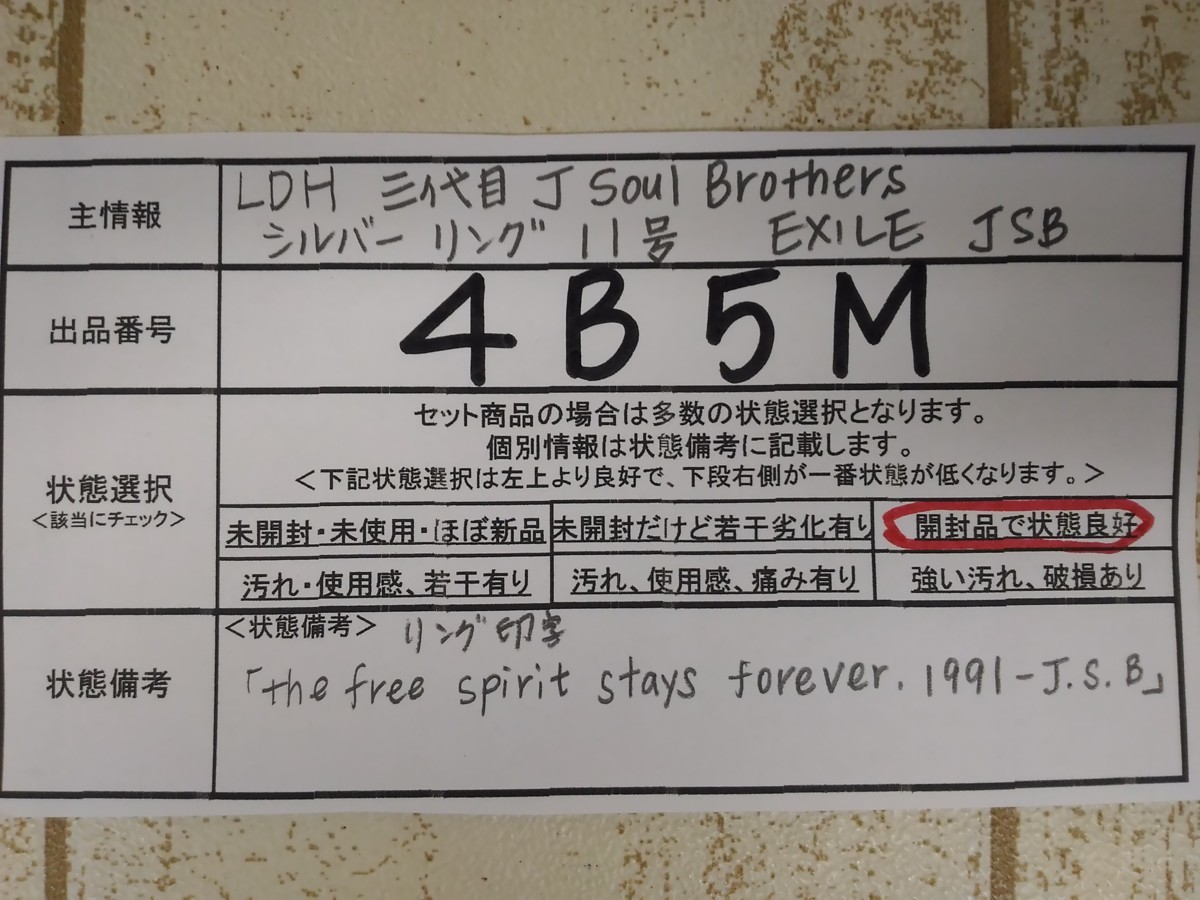 主情報
LDH 三代目 J Soul Brothers
シルバー リング 11号 EXILE JSB
出品番号
4B5M
状態選択
<該当にチェック>
セット商品の場合は多数の状態選択となります。
個別情報は状態備考に記載します。
<下記状態選択は左上より良好で、下段右側が一番状態が低くなります。>
未開封・未使用・ほぼ新品 未開封だけど若干劣化有り 開封品で状態良好
汚れ・使用感、若干有り 汚れ、使用感、痛み有り 強い汚れ、破損あり
状態備考
<状態備考> リング印字
「the free spirit stays forever. 1991-J.S.B」